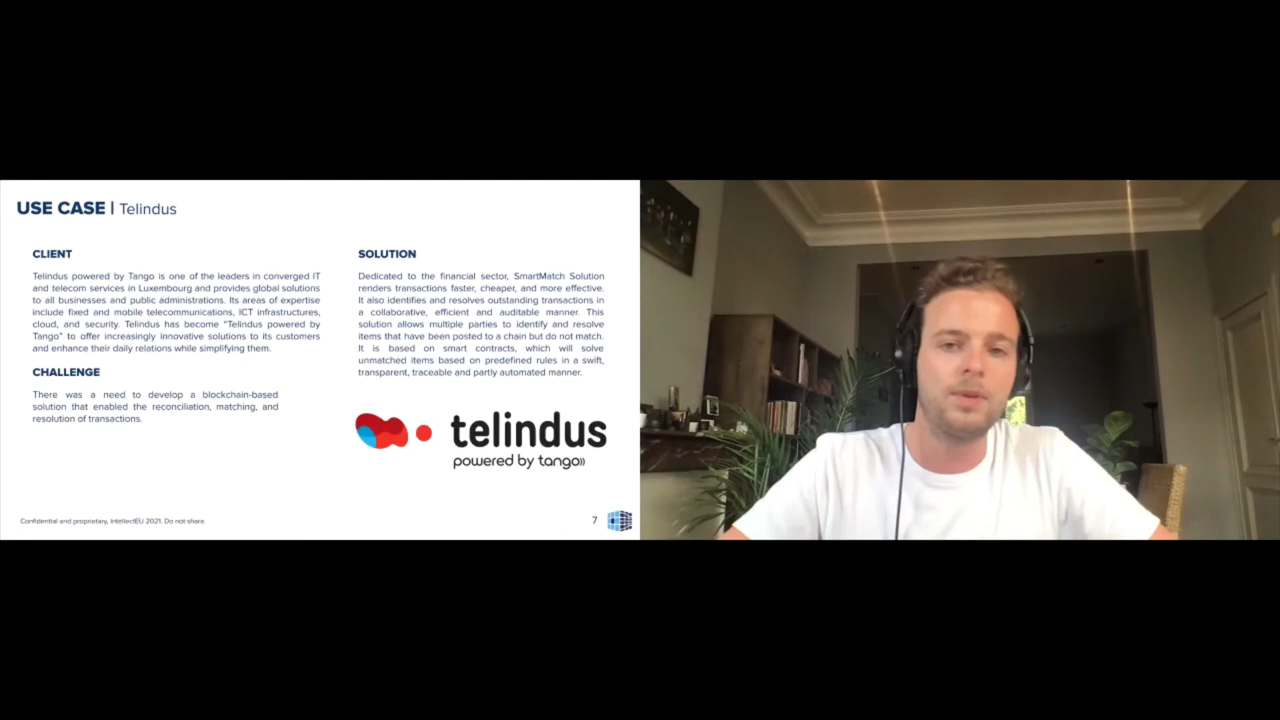 USE CASE | Telindus
CLIENT
Telindus powered by Tango is one of the leaders in converged IT
and telecom services in Luxembourg and provides global solutions
to all businesses and public administrations. Its areas of expertise
include fixed and mobile telecommunications, ICT infrastructures,
cloud, and security. Telindus has become “Telindus powered by
Tango” to offer increasingly innovative solutions to its customers
and enhance their daily relations while simplifying them.
CHALLENGE
There was a need to develop a blockchain-based
solution that enabled the reconciliation, matching, and
resolution of transactions.
SOLUTION
Dedicated to the financial sector, SmartMatch Solution
renders transactions faster, cheaper, and more effective.
It also identifies and resolves outstanding transactions in
a collaborative, efficient and auditable manner. This
solution allows multiple parties to identify and resolve
items that have been posted to a chain but do not match.
It is based on smart contracts, which will solve
unmatched items based on predefined rules in a swift,
transparent, traceable and partly automated manner.
telindus
powered by tango
Confidential and proprietary, IntellectEU 2021. Do not share.
7